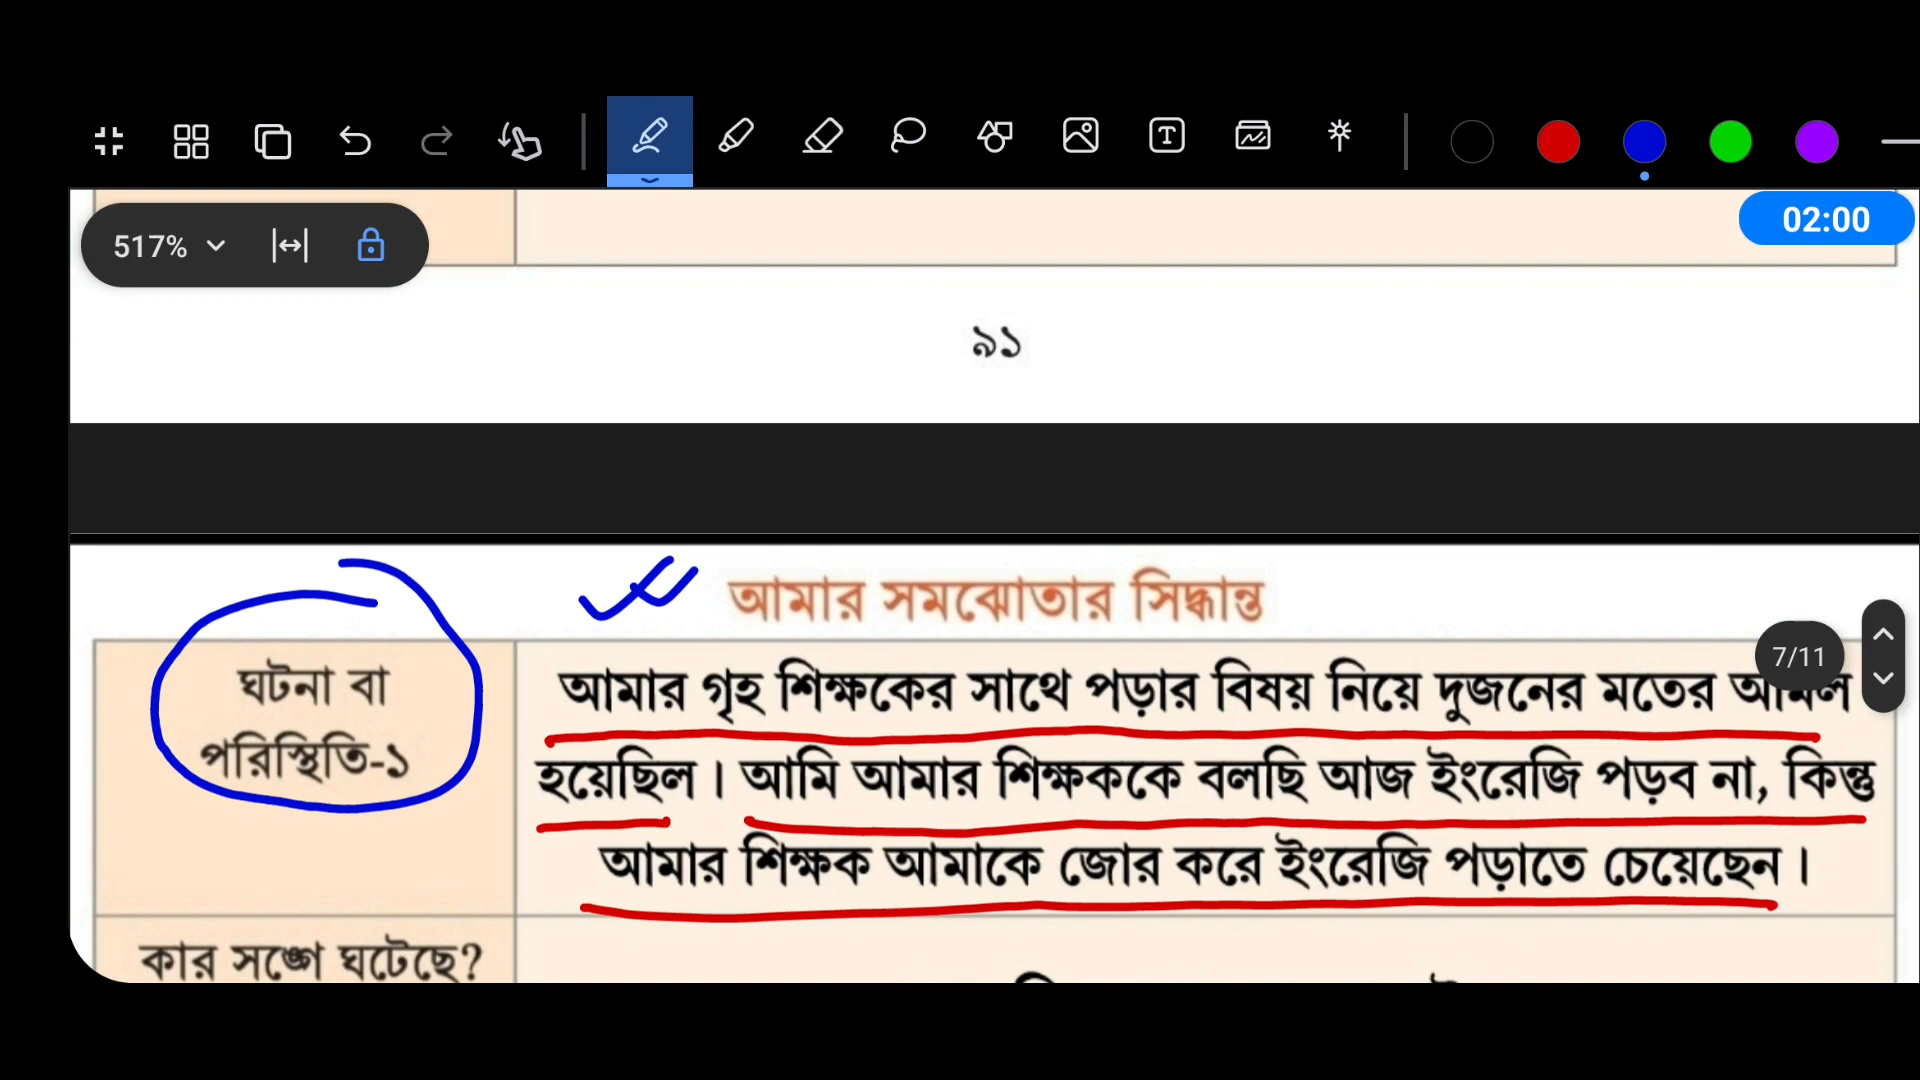 517%
02:00
৯১
আমার সমঝোতার সিদ্ধান্ত
7/11
ঘটনা বা
পরিস্থিতি-১
আমার গৃহ শিক্ষকের সাথে পড়ার বিষয় নিয়ে দুজনের মতের অমিল
হয়েছিল। আমি আমার শিক্ষককে বলছি আজ ইংরেজি পড়ব না, কিন্তু
আমার শিক্ষক আমাকে জোর করে ইংরেজি পড়াতে চেয়েছেন।
কার সঙ্গে ঘটেছে?